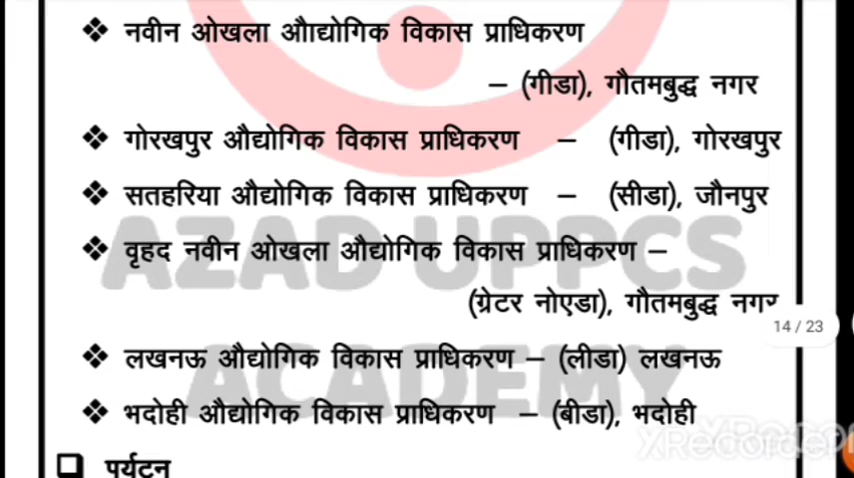 ❖ नवीन ओखला औाद्योगिक विकास प्राधिकरण
– (गीडा), गौतमबुद्ध नगर
❖ गोरखपुर औद्योगिक विकास प्राधिकरण – (गीडा), गोरखपुर
❖ सतहरिया औद्योगिक विकास प्राधिकरण – (सीडा), जौनपुर
AZAD UPPCS
❖ वृहद नवीन ओखला औद्योगिक विकास प्राधिकरण –
(ग्रेटर नोएडा), गौतमबुद्ध नगर
14 / 23
❖ लखनऊ औद्योगिक विकास प्राधिकरण – (लीडा) लखनऊ
ACADEMY
❖ भदोही औद्योगिक विकास प्राधिकरण – (बीडा), भदोही
XRecorder
❑ पर्यटन